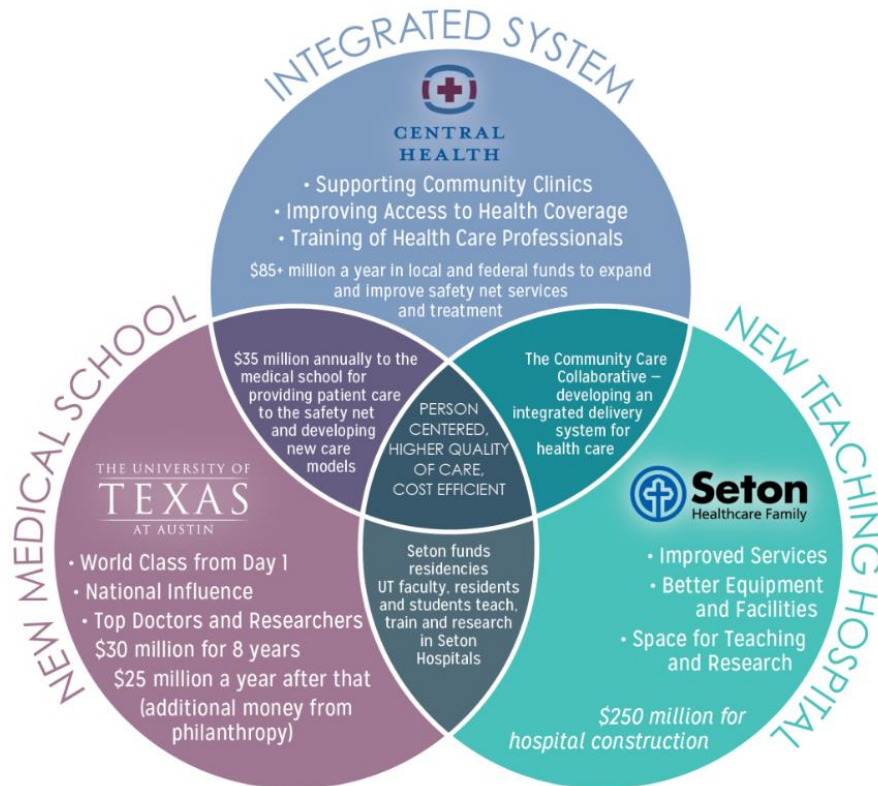 INTEGRATED SYSTEM
CENTRAL
HEALTH
• Supporting Community Clinics
• Improving Access to Health Coverage
• Training of Health Care Professionals
$85+ million a year in local and federal funds to expand
and improve safety net services
and treatment
NEW MEDICAL SCHOOL
NEW TEACHING HOSPITAL
$35 million annually to the
medical school for
providing patient care
to the safety net
and developing
new care
models
The Community Care
Collaborative —
developing an
integrated delivery
system for
health care
PERSON
CENTERED,
HIGHER QUALITY
OF CARE,
COST EFFICIENT
THE UNIVERSITY OF
TEXAS
AT AUSTIN
• World Class from Day 1
• National Influence
• Top Doctors and Researchers
$30 million for 8 years
$25 million a year after that
(additional money from
philanthropy)
Seton funds
residencies
UT faculty, residents
and students teach,
train and research
in Seton
Hospitals
Seton
Healthcare Family
• Improved Services
• Better Equipment
and Facilities
• Space for Teaching
and Research
$250 million for
hospital construction